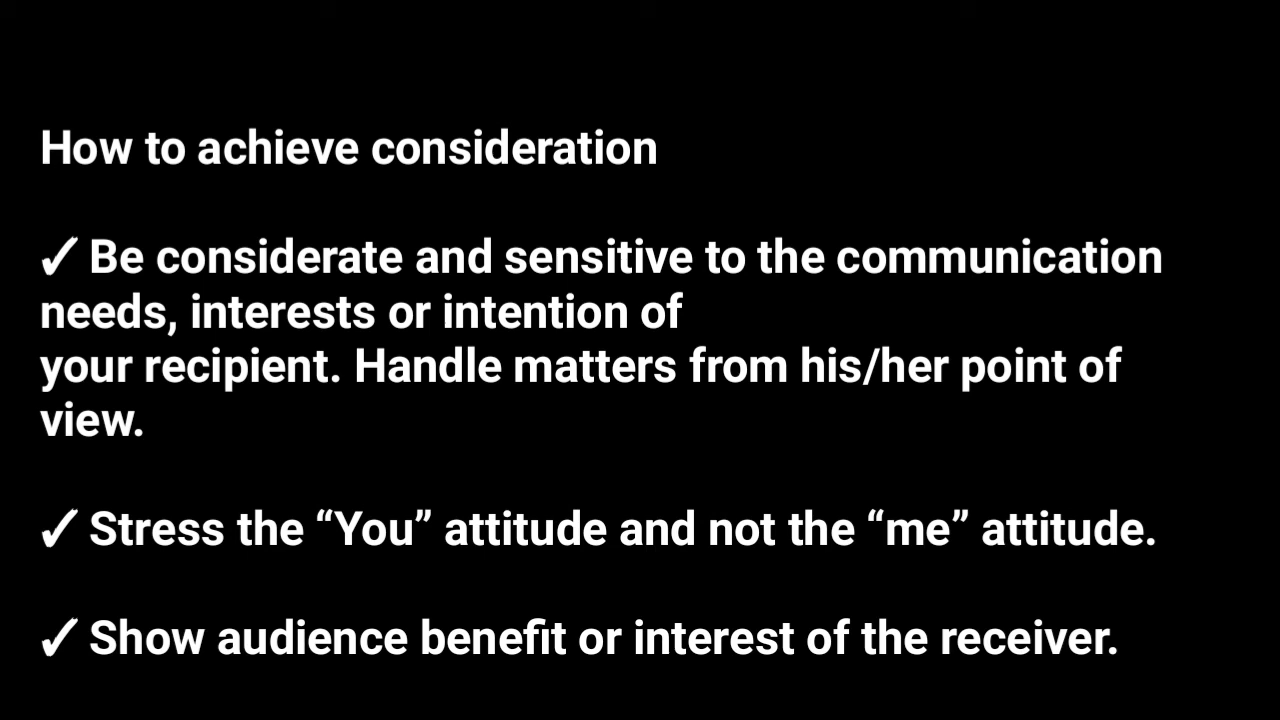 How to achieve consideration
✓ Be considerate and sensitive to the communication
needs, interests or intention of
your recipient. Handle matters from his/her point of
view.
✓ Stress the “You” attitude and not the “me” attitude.
✓ Show audience benefit or interest of the receiver.